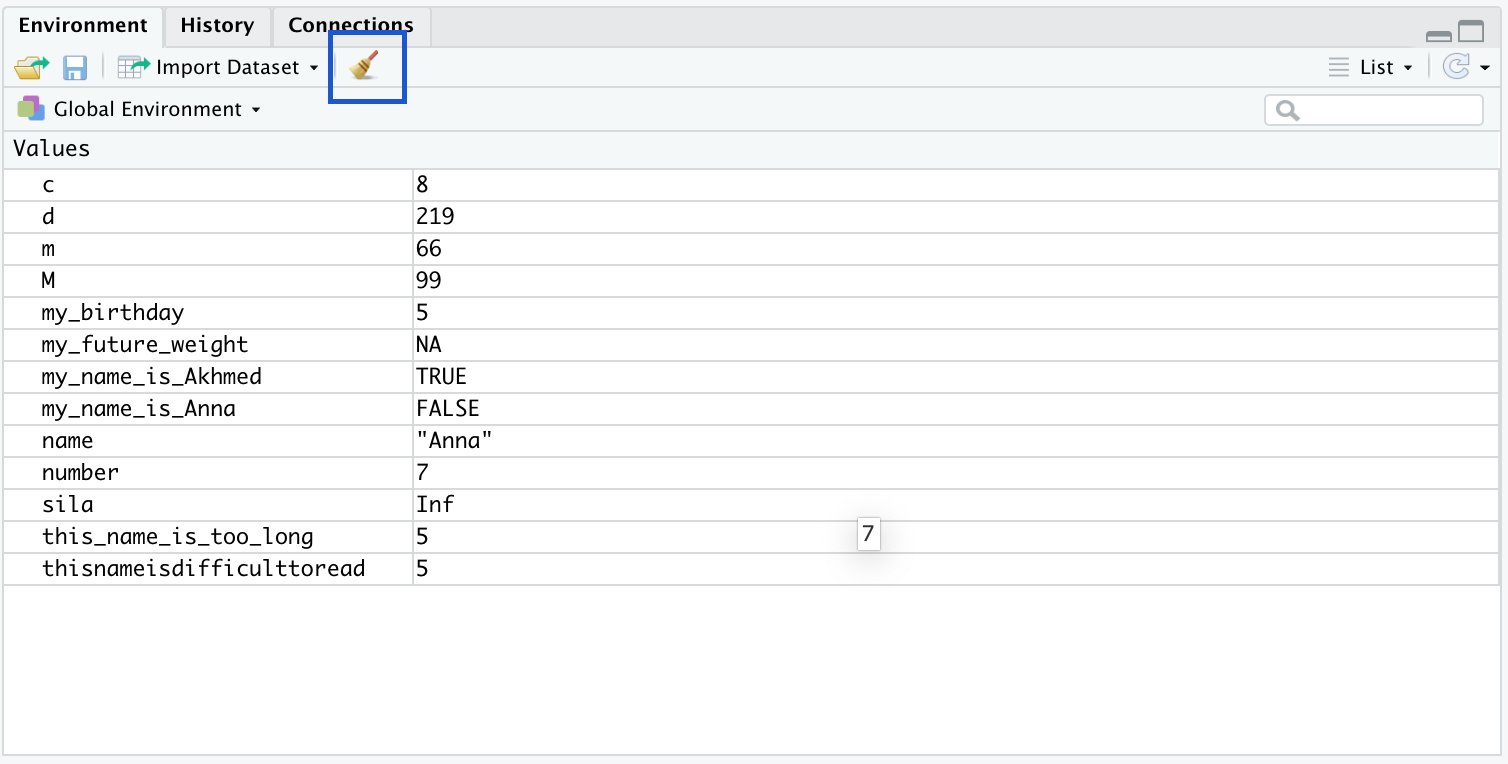 Environment History Connections
Import Dataset List
Global Environment
Values
c 8
d 219
m 66
M 99
my_birthday 5
my_future_weight NA
my_name_is_Akhmed TRUE
my_name_is_Anna FALSE
name "Anna"
number 7
sila Inf
this_name_is_too_long 5
7
thisnameisdifficulttoread 5